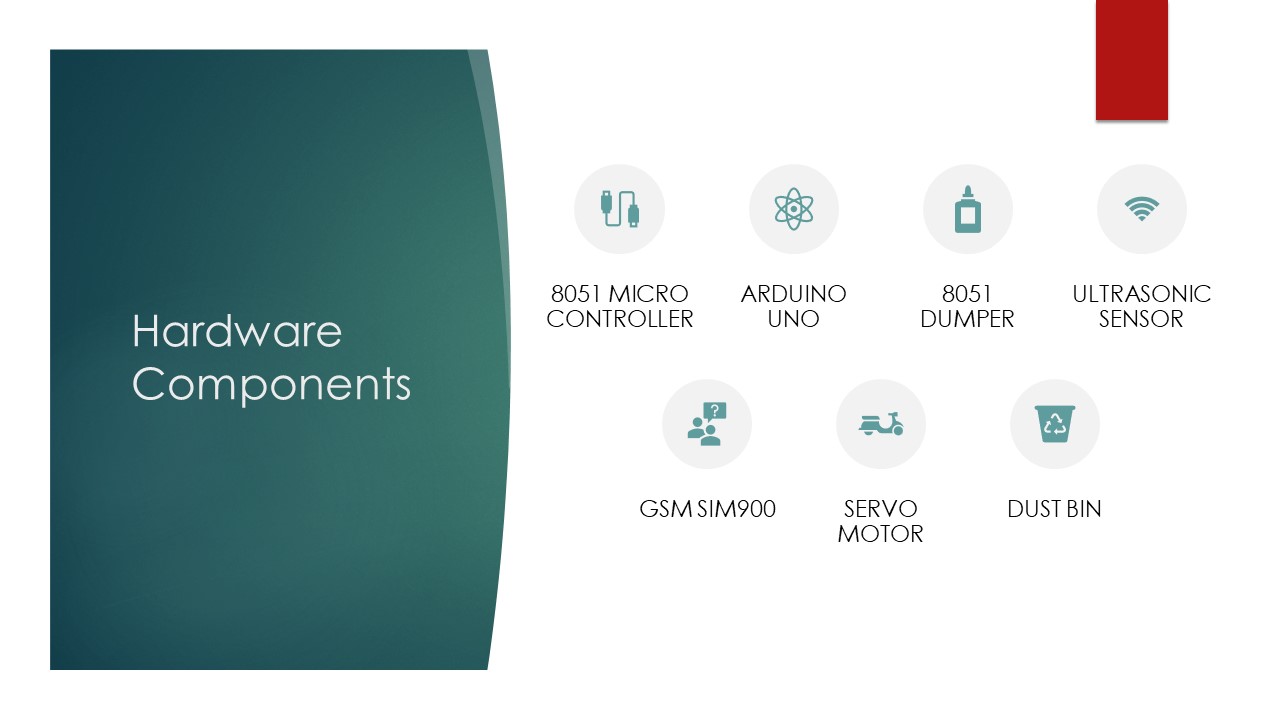 Hardware
Components
8051 MICRO
CONTROLLER
ARDUINO
UNO
8051
DUMPER
ULTRASONIC
SENSOR
?
GSM SIM900
SERVO
MOTOR
DUST BIN